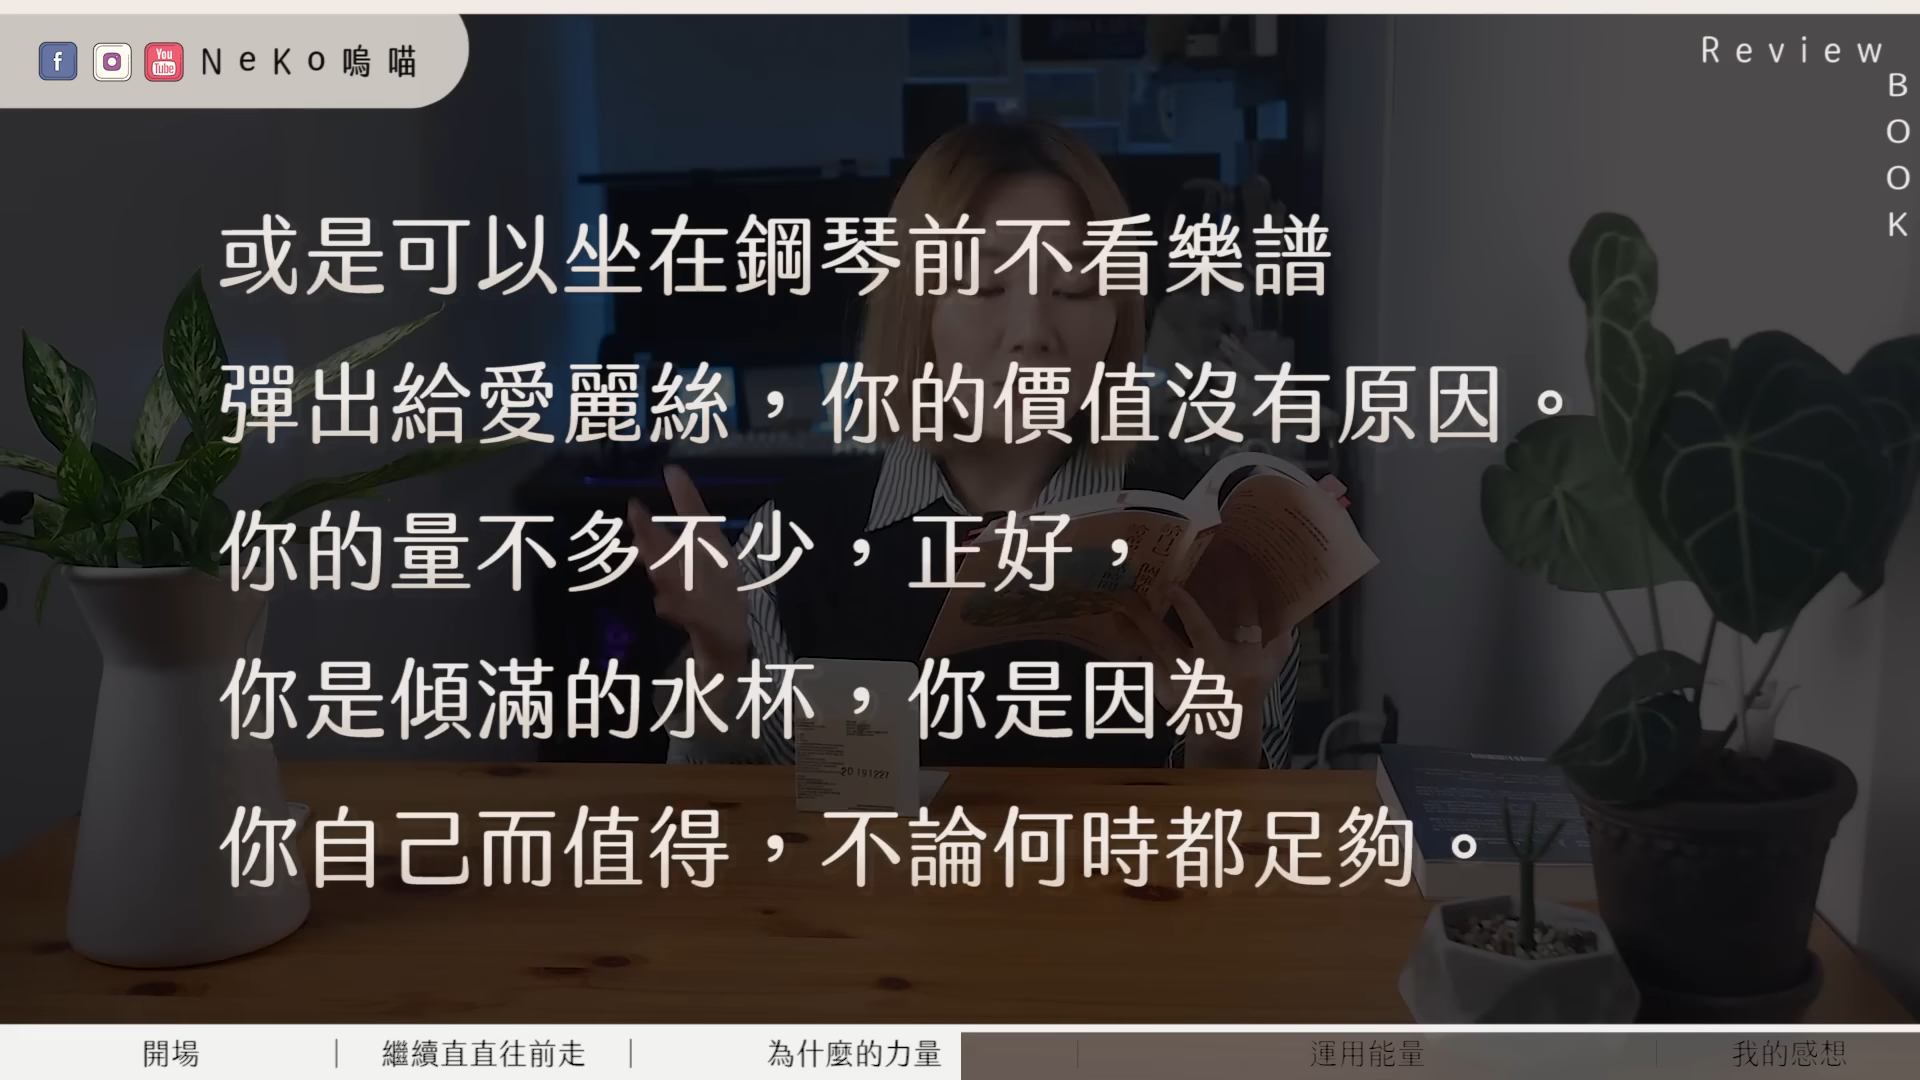 f
You
Tube
NeKo嗚喵
Review
BOOK
或是可以坐在鋼琴前不看樂譜
彈出給愛麗絲，你的價值沒有原因。
你的量不多不少，正好，
你是傾滿的水杯，你是因為
20191227
你自己而值得，不論何時都足夠。
開場 | 繼續直直往前走 | 為什麼的力量 | 運用能量 | 我的感想